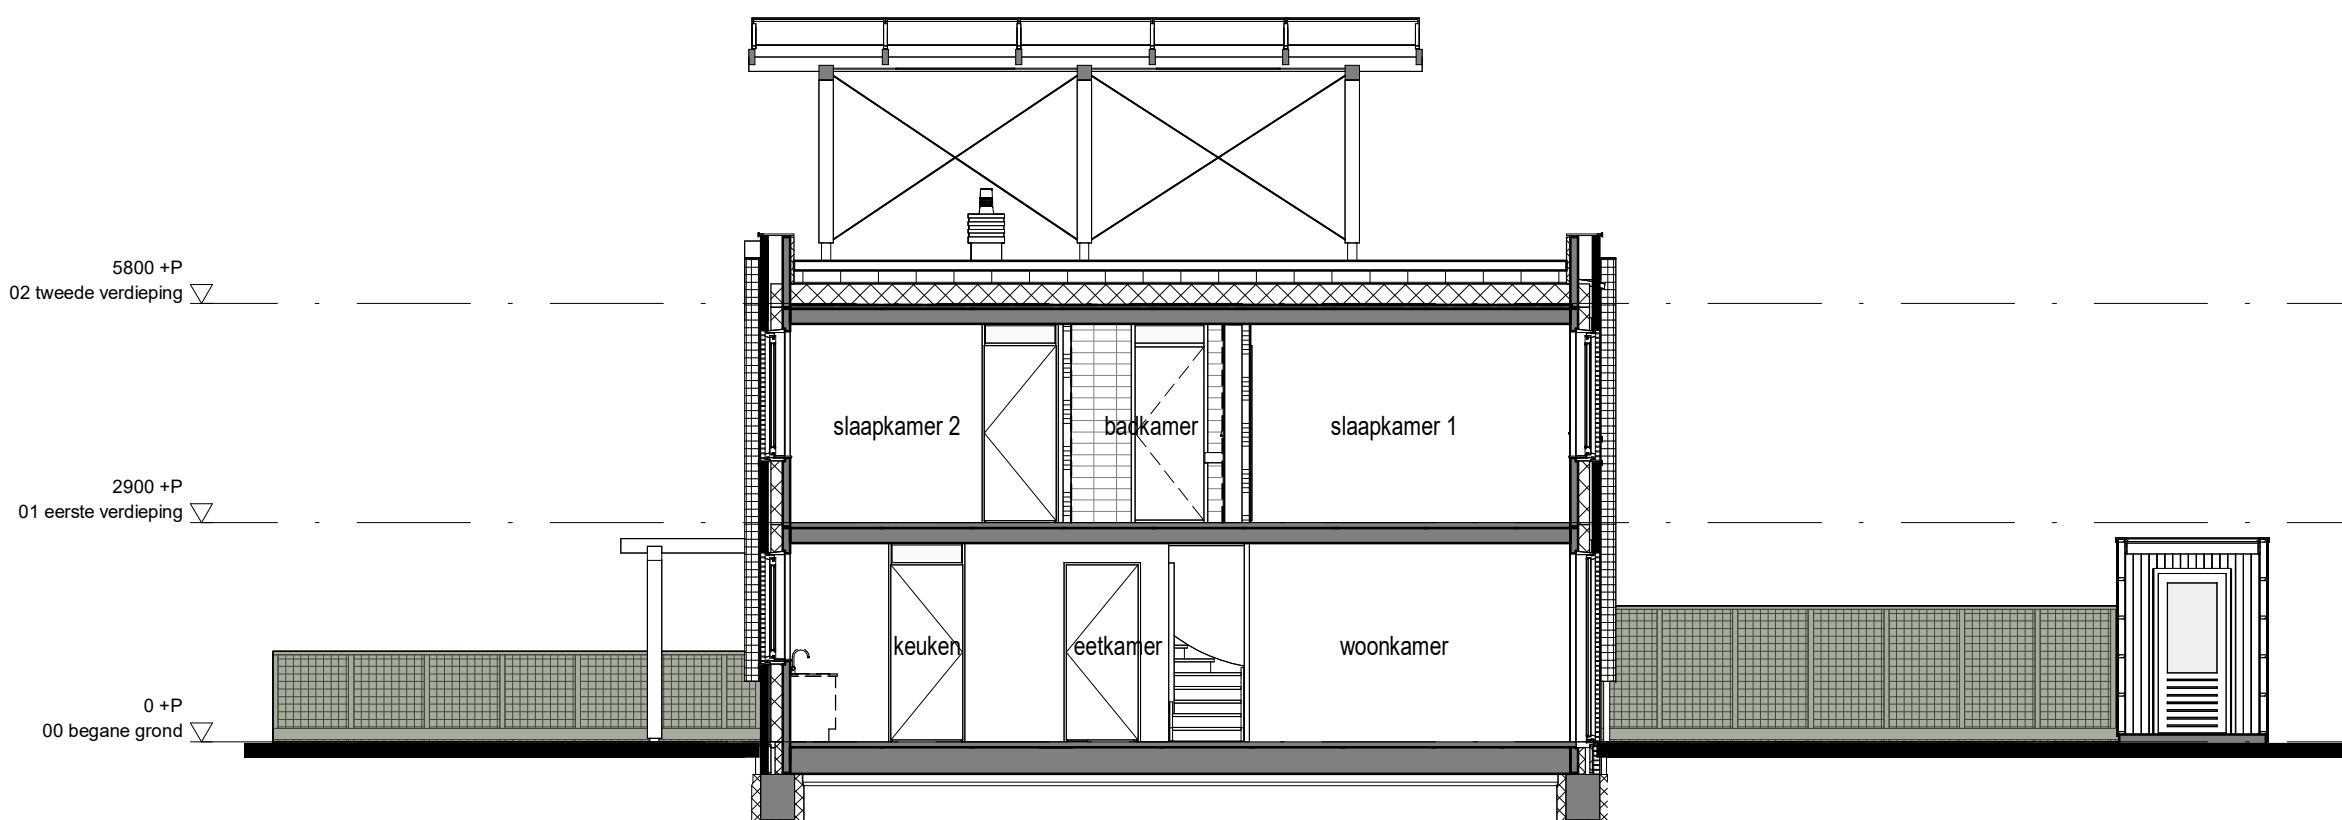 5800 +P
02 tweede verdieping
slaapkamer 2 badkamer slaapkamer 1
2900 +P
01 eerste verdieping
keuken eetkamer woonkamer
0 +P
00 begane grond